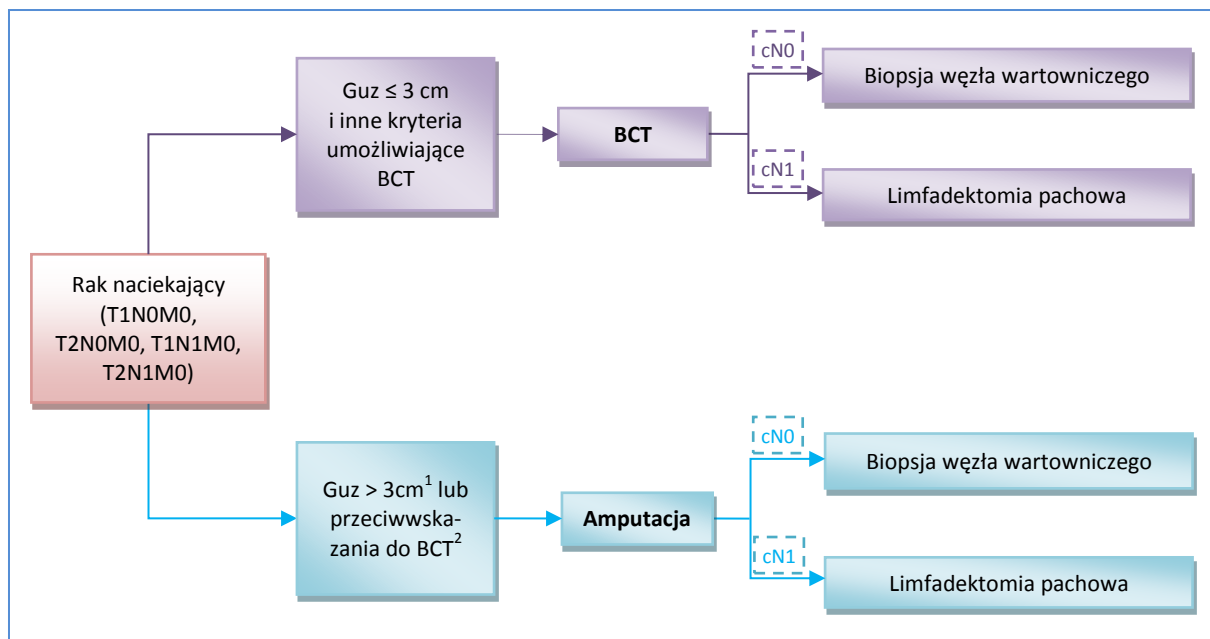 Guz ≤ 3 cm
i inne kryteria
umożliwiające
BCT
BCT
cN0
Biopsja węzła wartowniczego
cN1
Limfadektomia pachowa
Rak naciekający
(T1N0M0,
T2N0M0, T1N1M0,
T2N1M0)
Guz > 3cm¹ lub
przeciwwska-
zania do BCT²
Amputacja
cN0
Biopsja węzła wartowniczego
cN1
Limfadektomia pachowa